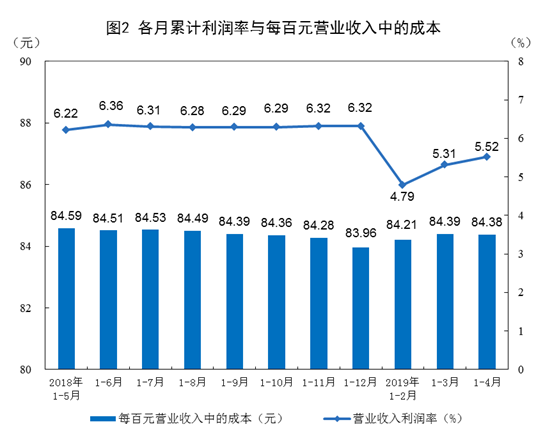 图2 各月累计利润率与每百元营业收入中的成本
（元）
（%）
90
88
86
84
82
80
8
7
6
5
4
3
2
1
0
6.22 6.36 6.31 6.28 6.29 6.29 6.32 6.32 4.79 5.31 5.52
84.59 84.51 84.53 84.49 84.39 84.36 84.28 83.96 84.21 84.39 84.38
2018年 1-6月 1-7月 1-8月 1-9月 1-10月 1-11月 1-12月 2019年 1-3月 1-4月
1-5月 1-2月
每百元营业收入中的成本（元） 营业收入利润率（%）